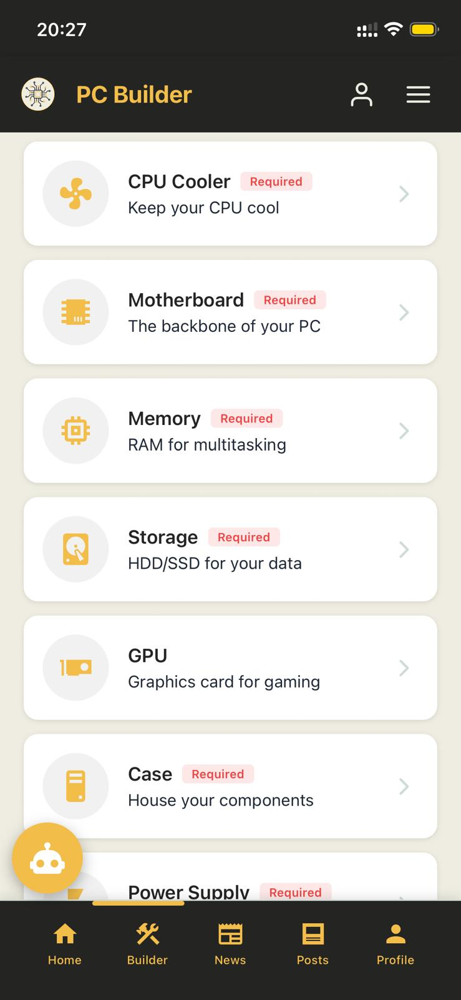 20:27
PC Builder
CPU Cooler Required
Keep your CPU cool
Motherboard Required
The backbone of your PC
Memory Required
RAM for multitasking
Storage Required
HDD/SSD for your data
GPU
Graphics card for gaming
Case Required
House your components
Power Supply Required
Home Builder News Posts Profile